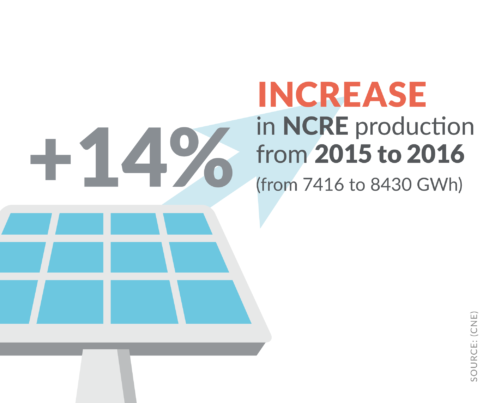 +14%
INCREASE
in NCRE production
from 2015 to 2016
(from 7416 to 8430 GWh)
SOURCE: (CNE)